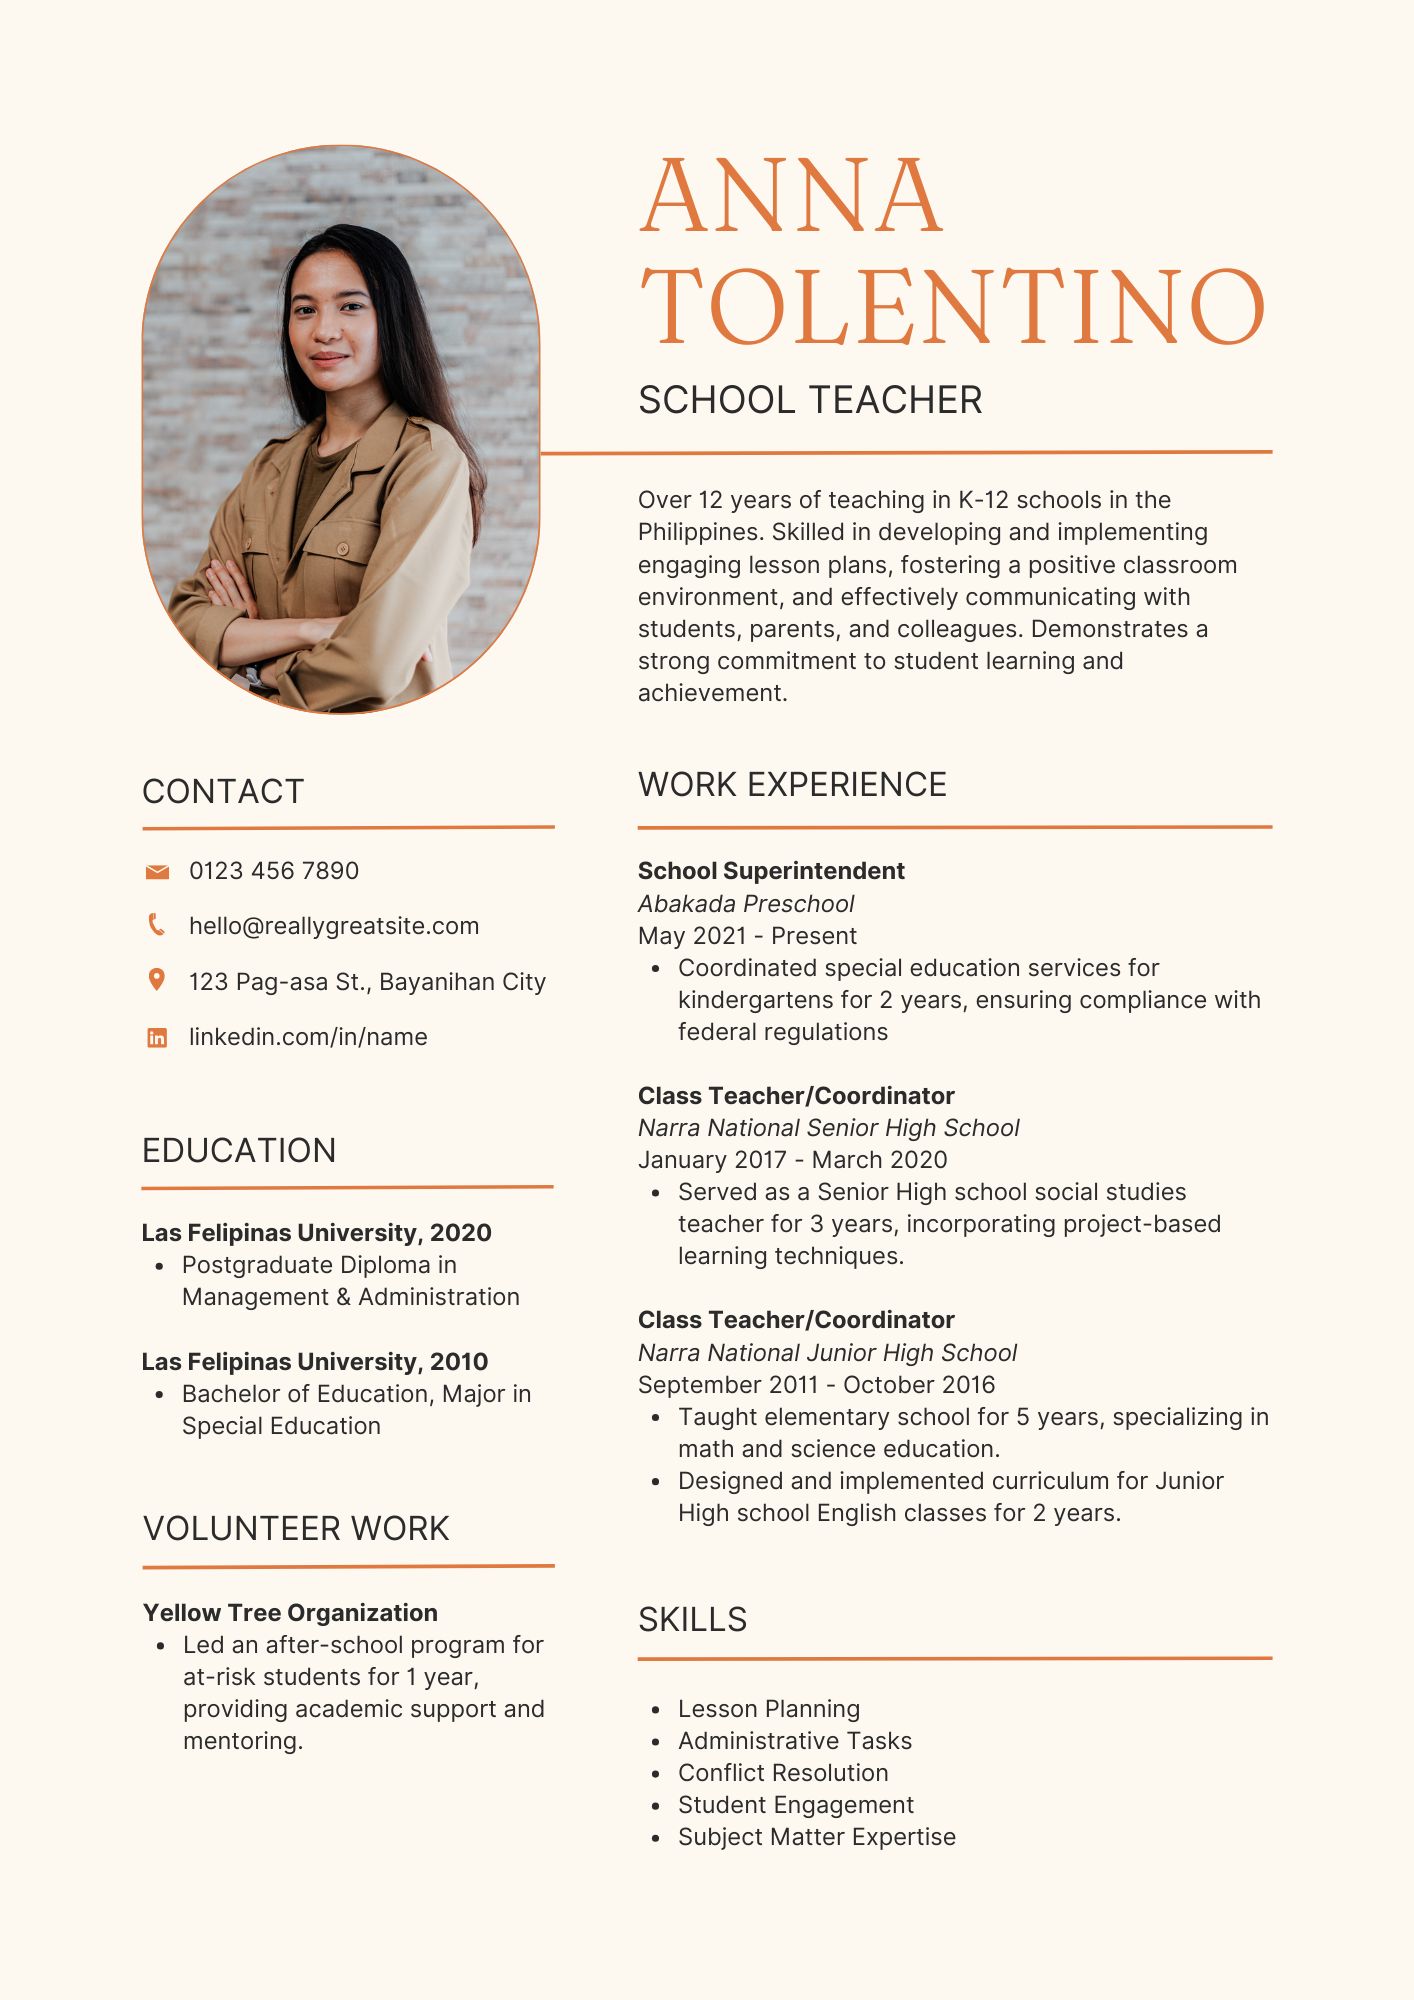 ANNA
TOLENTINO
SCHOOL TEACHER
Over 12 years of teaching in K-12 schools in the
Philippines. Skilled in developing and implementing
engaging lesson plans, fostering a positive classroom
environment, and effectively communicating with
students, parents, and colleagues. Demonstrates a
strong commitment to student learning and
achievement.
CONTACT
0123 456 7890
hello@reallygreatsite.com
123 Pag-asa St., Bayanihan City
in linkedin.com/in/name
EDUCATION
Las Felipinas University, 2020
• Postgraduate Diploma in
Management & Administration
Las Felipinas University, 2010
• Bachelor of Education, Major in
Special Education
VOLUNTEER WORK
Yellow Tree Organization
• Led an after-school program for
at-risk students for 1 year,
providing academic support and
mentoring.
WORK EXPERIENCE
School Superintendent
Abakada Preschool
May 2021 - Present
• Coordinated special education services for
kindergartens for 2 years, ensuring compliance with
federal regulations
Class Teacher/Coordinator
Narra National Senior High School
January 2017 - March 2020
• Served as a Senior High school social studies
teacher for 3 years, incorporating project-based
learning techniques.
Class Teacher/Coordinator
Narra National Junior High School
September 2011 - October 2016
• Taught elementary school for 5 years, specializing in
math and science education.
• Designed and implemented curriculum for Junior
High school English classes for 2 years.
SKILLS
• Lesson Planning
• Administrative Tasks
• Conflict Resolution
• Student Engagement
• Subject Matter Expertise